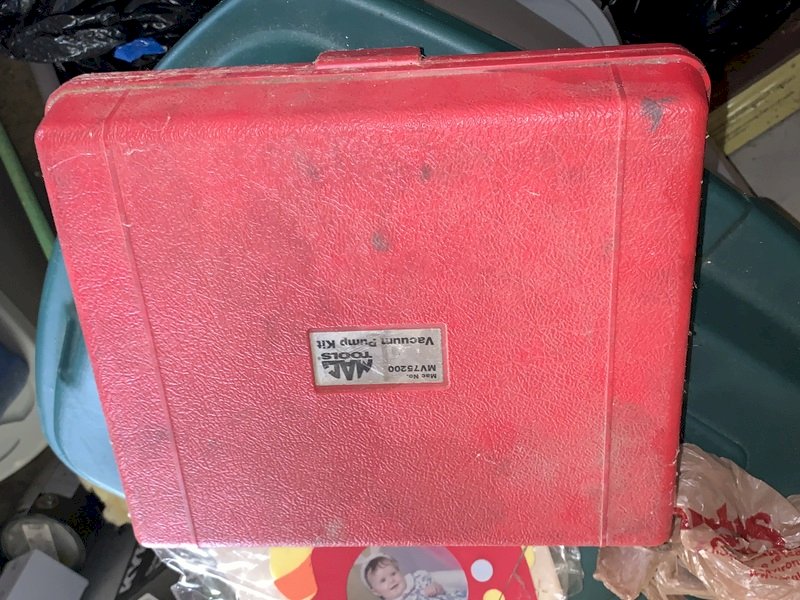 MAC TOOLS®
Mac No.
MV75200
Vacuum Pump Kit